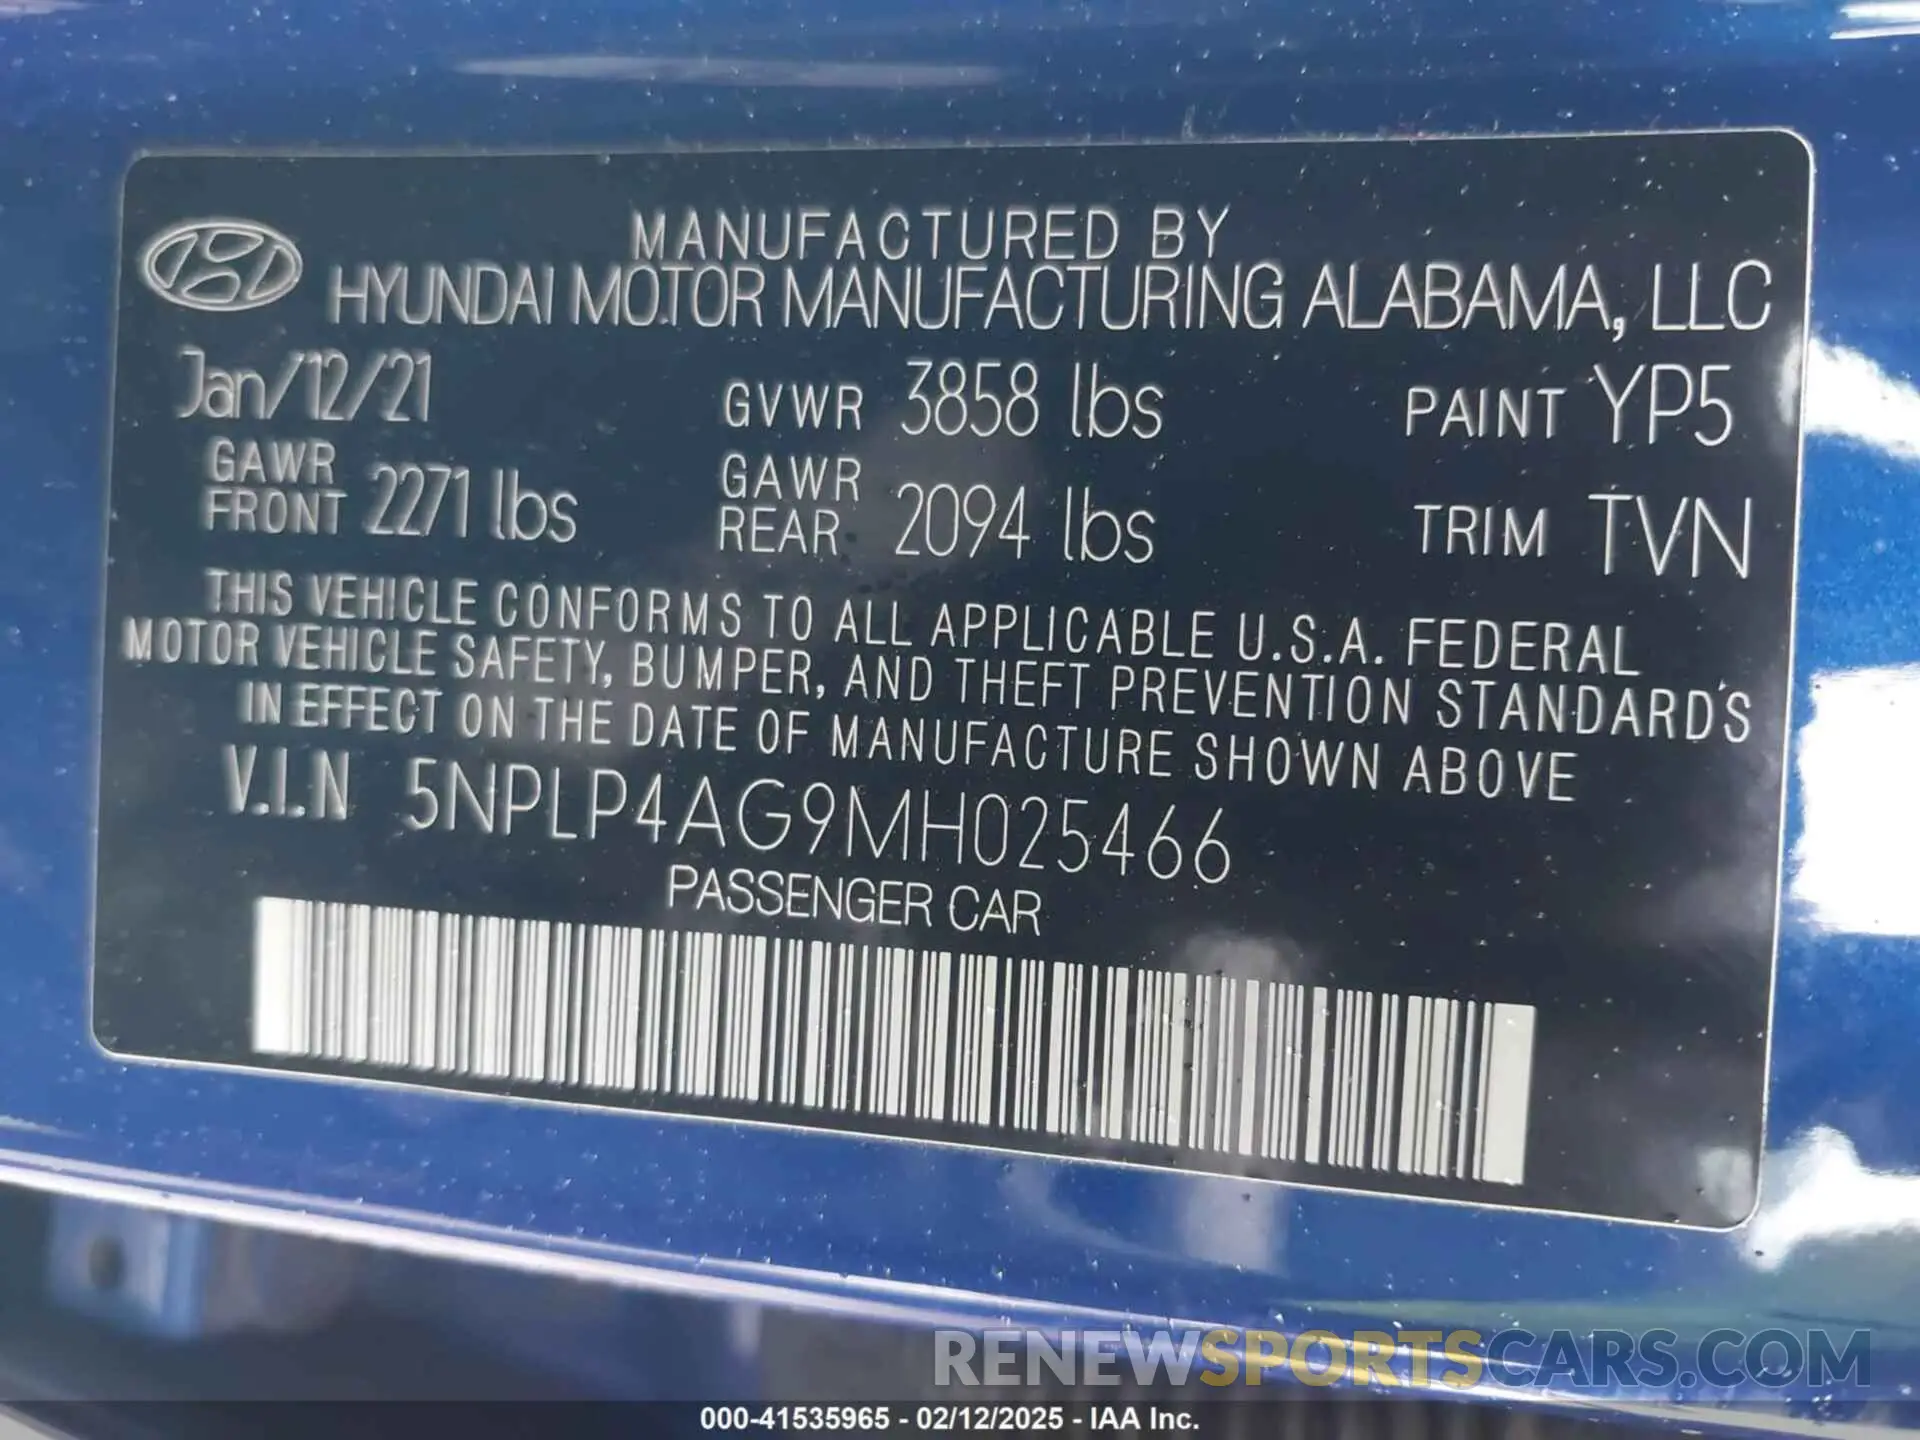 MANUFACTURED BY
HYUNDAI MOTOR MANUFACTURING ALABAMA, LLC
Jan/12/21 GVWR 3858 lbs PAINT YP5
GAWR FRONT 2271 lbs GAWR REAR 2094 lbs TRIM TVN
THIS VEHICLE CONFORMS TO ALL APPLICABLE U.S.A. FEDERAL
MOTOR VEHICLE SAFETY, BUMPER, AND THEFT PREVENTION STANDARDS
IN EFFECT ON THE DATE OF MANUFACTURE SHOWN ABOVE
V.I.N 5NPLP4AG9MH025466
PASSENGER CAR
RENEWSPORTSCARS.COM
000-41535965 - 02/12/2025 - IAA Inc.